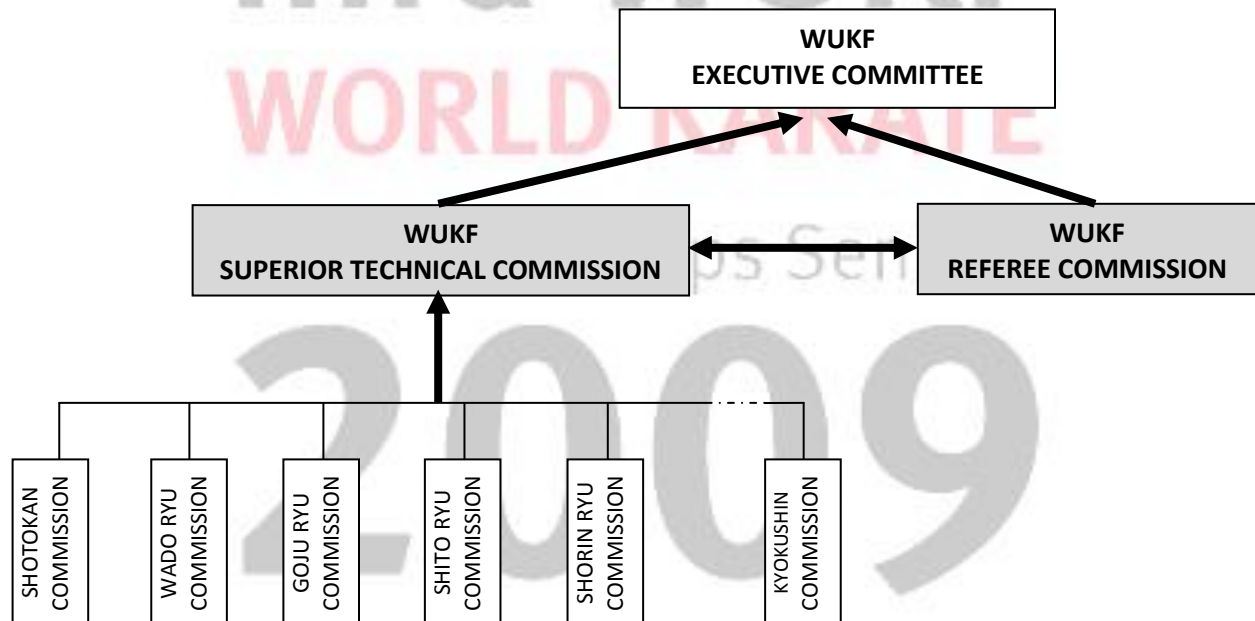 WUKF
EXECUTIVE COMMITTEE
WORLD KARATE
WUKF
SUPERIOR TECHNICAL COMMISSION
WUKF
REFEREE COMMISSION
2009
SHOTOKAN
COMMISSION
WADO RYU
COMMISSION
GOJU RYU
COMMISSION
SHITO RYU
COMMISSION
SHORIN RYU
COMMISSION
KYOKUSHIN
COMMISSION